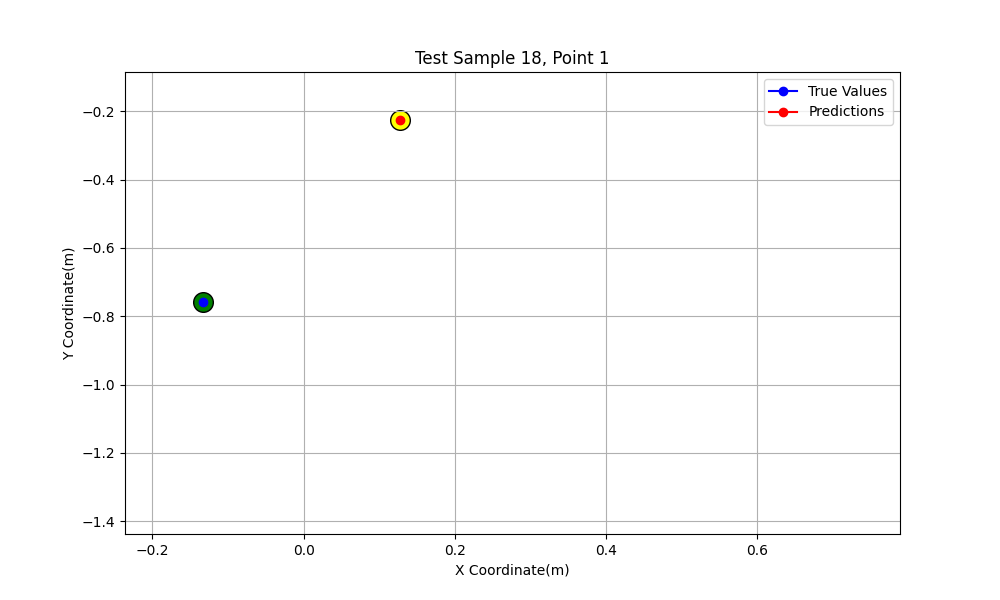 Test Sample 18, Point 1
True Values
Predictions
−0.2
−0.4
−0.6
−0.8
−1.0
−1.2
−1.4
Y Coordinate(m)
−0.2
0.0
0.2
0.4
0.6
X Coordinate(m)